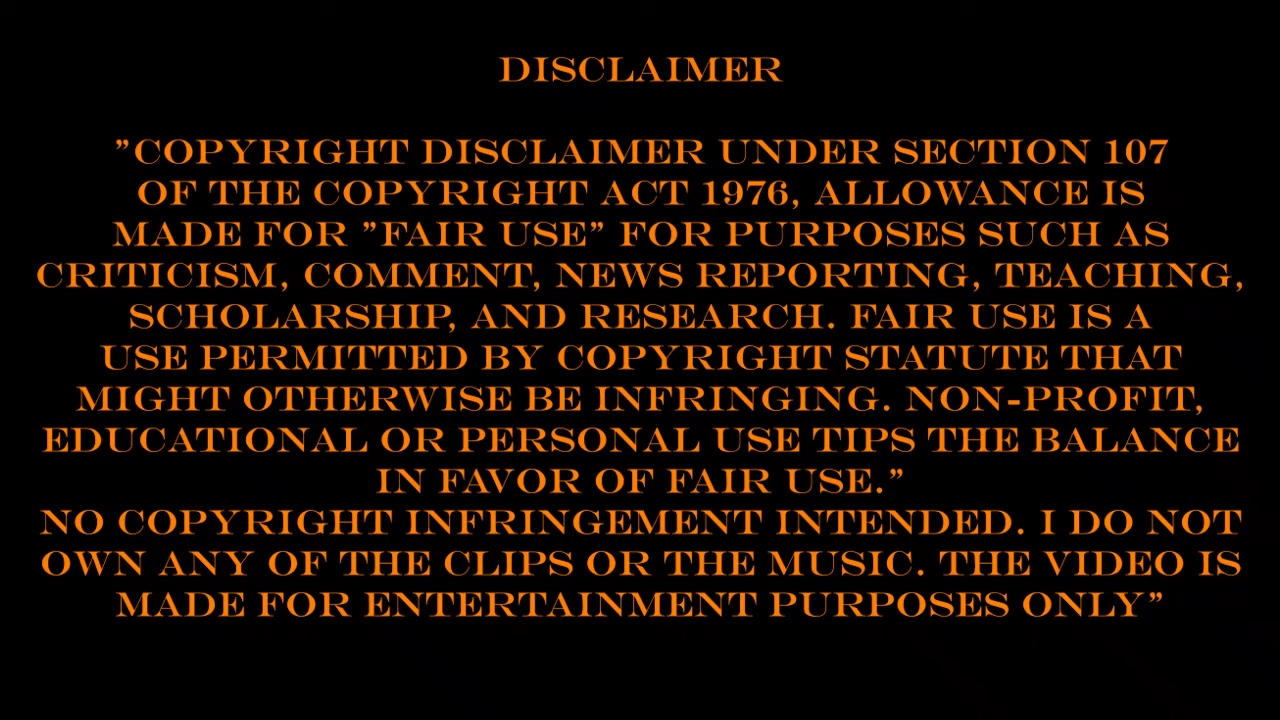 DISCLAIMER
"COPYRIGHT DISCLAIMER UNDER SECTION 107
OF THE COPYRIGHT ACT 1976, ALLOWANCE IS
MADE FOR "FAIR USE" FOR PURPOSES SUCH AS
CRITICISM, COMMENT, NEWS REPORTING, TEACHING,
SCHOLARSHIP, AND RESEARCH. FAIR USE IS A
USE PERMITTED BY COPYRIGHT STATUTE THAT
MIGHT OTHERWISE BE INFRINGING. NON-PROFIT,
EDUCATIONAL OR PERSONAL USE TIPS THE BALANCE
IN FAVOR OF FAIR USE."
NO COPYRIGHT INFRINGEMENT INTENDED. I DO NOT
OWN ANY OF THE CLIPS OR THE MUSIC. THE VIDEO IS
MADE FOR ENTERTAINMENT PURPOSES ONLY"